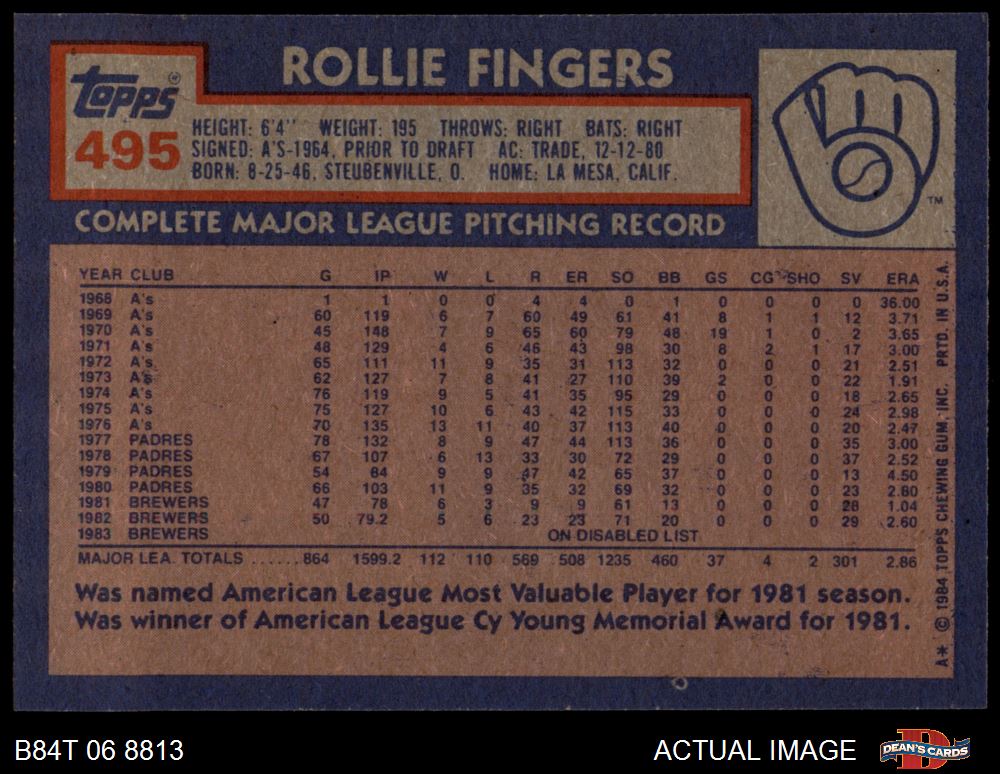 ROLLIE FINGERS
TOPPS ®
495
HEIGHT: 6'4" WEIGHT: 195 THROWS: RIGHT BATS: RIGHT
SIGNED: A'S-1964, PRIOR TO DRAFT AC: TRADE, 12-12-80
BORN: 8-25-46, STEUBENVILLE, O. HOME: LA MESA, CALIF.
TM
COMPLETE MAJOR LEAGUE PITCHING RECORD
YEAR CLUB G IP W L R ER SO BB GS CG SHO SV ERA
1968 A's 1 1 0 0 4 4 0 1 0 0 0 0 36.00
1969 A's 60 119 6 7 60 49 61 41 8 1 1 12 3.71
1970 A's 45 148 7 9 65 60 79 48 19 1 0 2 3.65
1971 A's 48 129 4 6 46 43 98 30 8 2 1 17 3.00
1972 A's 65 111 11 9 35 31 113 32 0 0 0 21 2.51
1973 A's 62 127 7 8 41 27 110 39 2 0 0 22 1.91
1974 A's 76 119 9 5 41 35 95 29 0 0 0 18 2.65
1975 A's 75 127 10 6 43 42 115 33 0 0 0 24 2.98
1976 A's 70 135 13 11 40 37 113 40 0 0 0 20 2.47
1977 PADRES 78 132 8 9 47 44 113 36 0 0 0 35 3.00
1978 PADRES 67 107 6 13 33 30 72 29 0 0 0 37 2.52
1979 PADRES 54 84 9 9 47 42 65 37 0 0 0 13 4.50
1980 PADRES 66 103 11 9 35 32 69 32 0 0 0 23 2.80
1981 BREWERS 47 78 6 3 9 9 61 13 0 0 0 28 1.04
1982 BREWERS 50 79.2 5 6 23 23 71 20 0 0 0 29 2.60
1983 BREWERS ON DISABLED LIST
MAJOR LEA. TOTALS ...... 864 1599.2 112 110 569 508 1235 460 37 4 2 301 2.86
Was named American League Most Valuable Player for 1981 season.
Was winner of American League Cy Young Memorial Award for 1981.
A* © 1984 TOPPS CHEWING GUM, INC. PRTD. IN U.S.A.
B84T 06 8813
ACTUAL IMAGE
DEAN'S CARDS